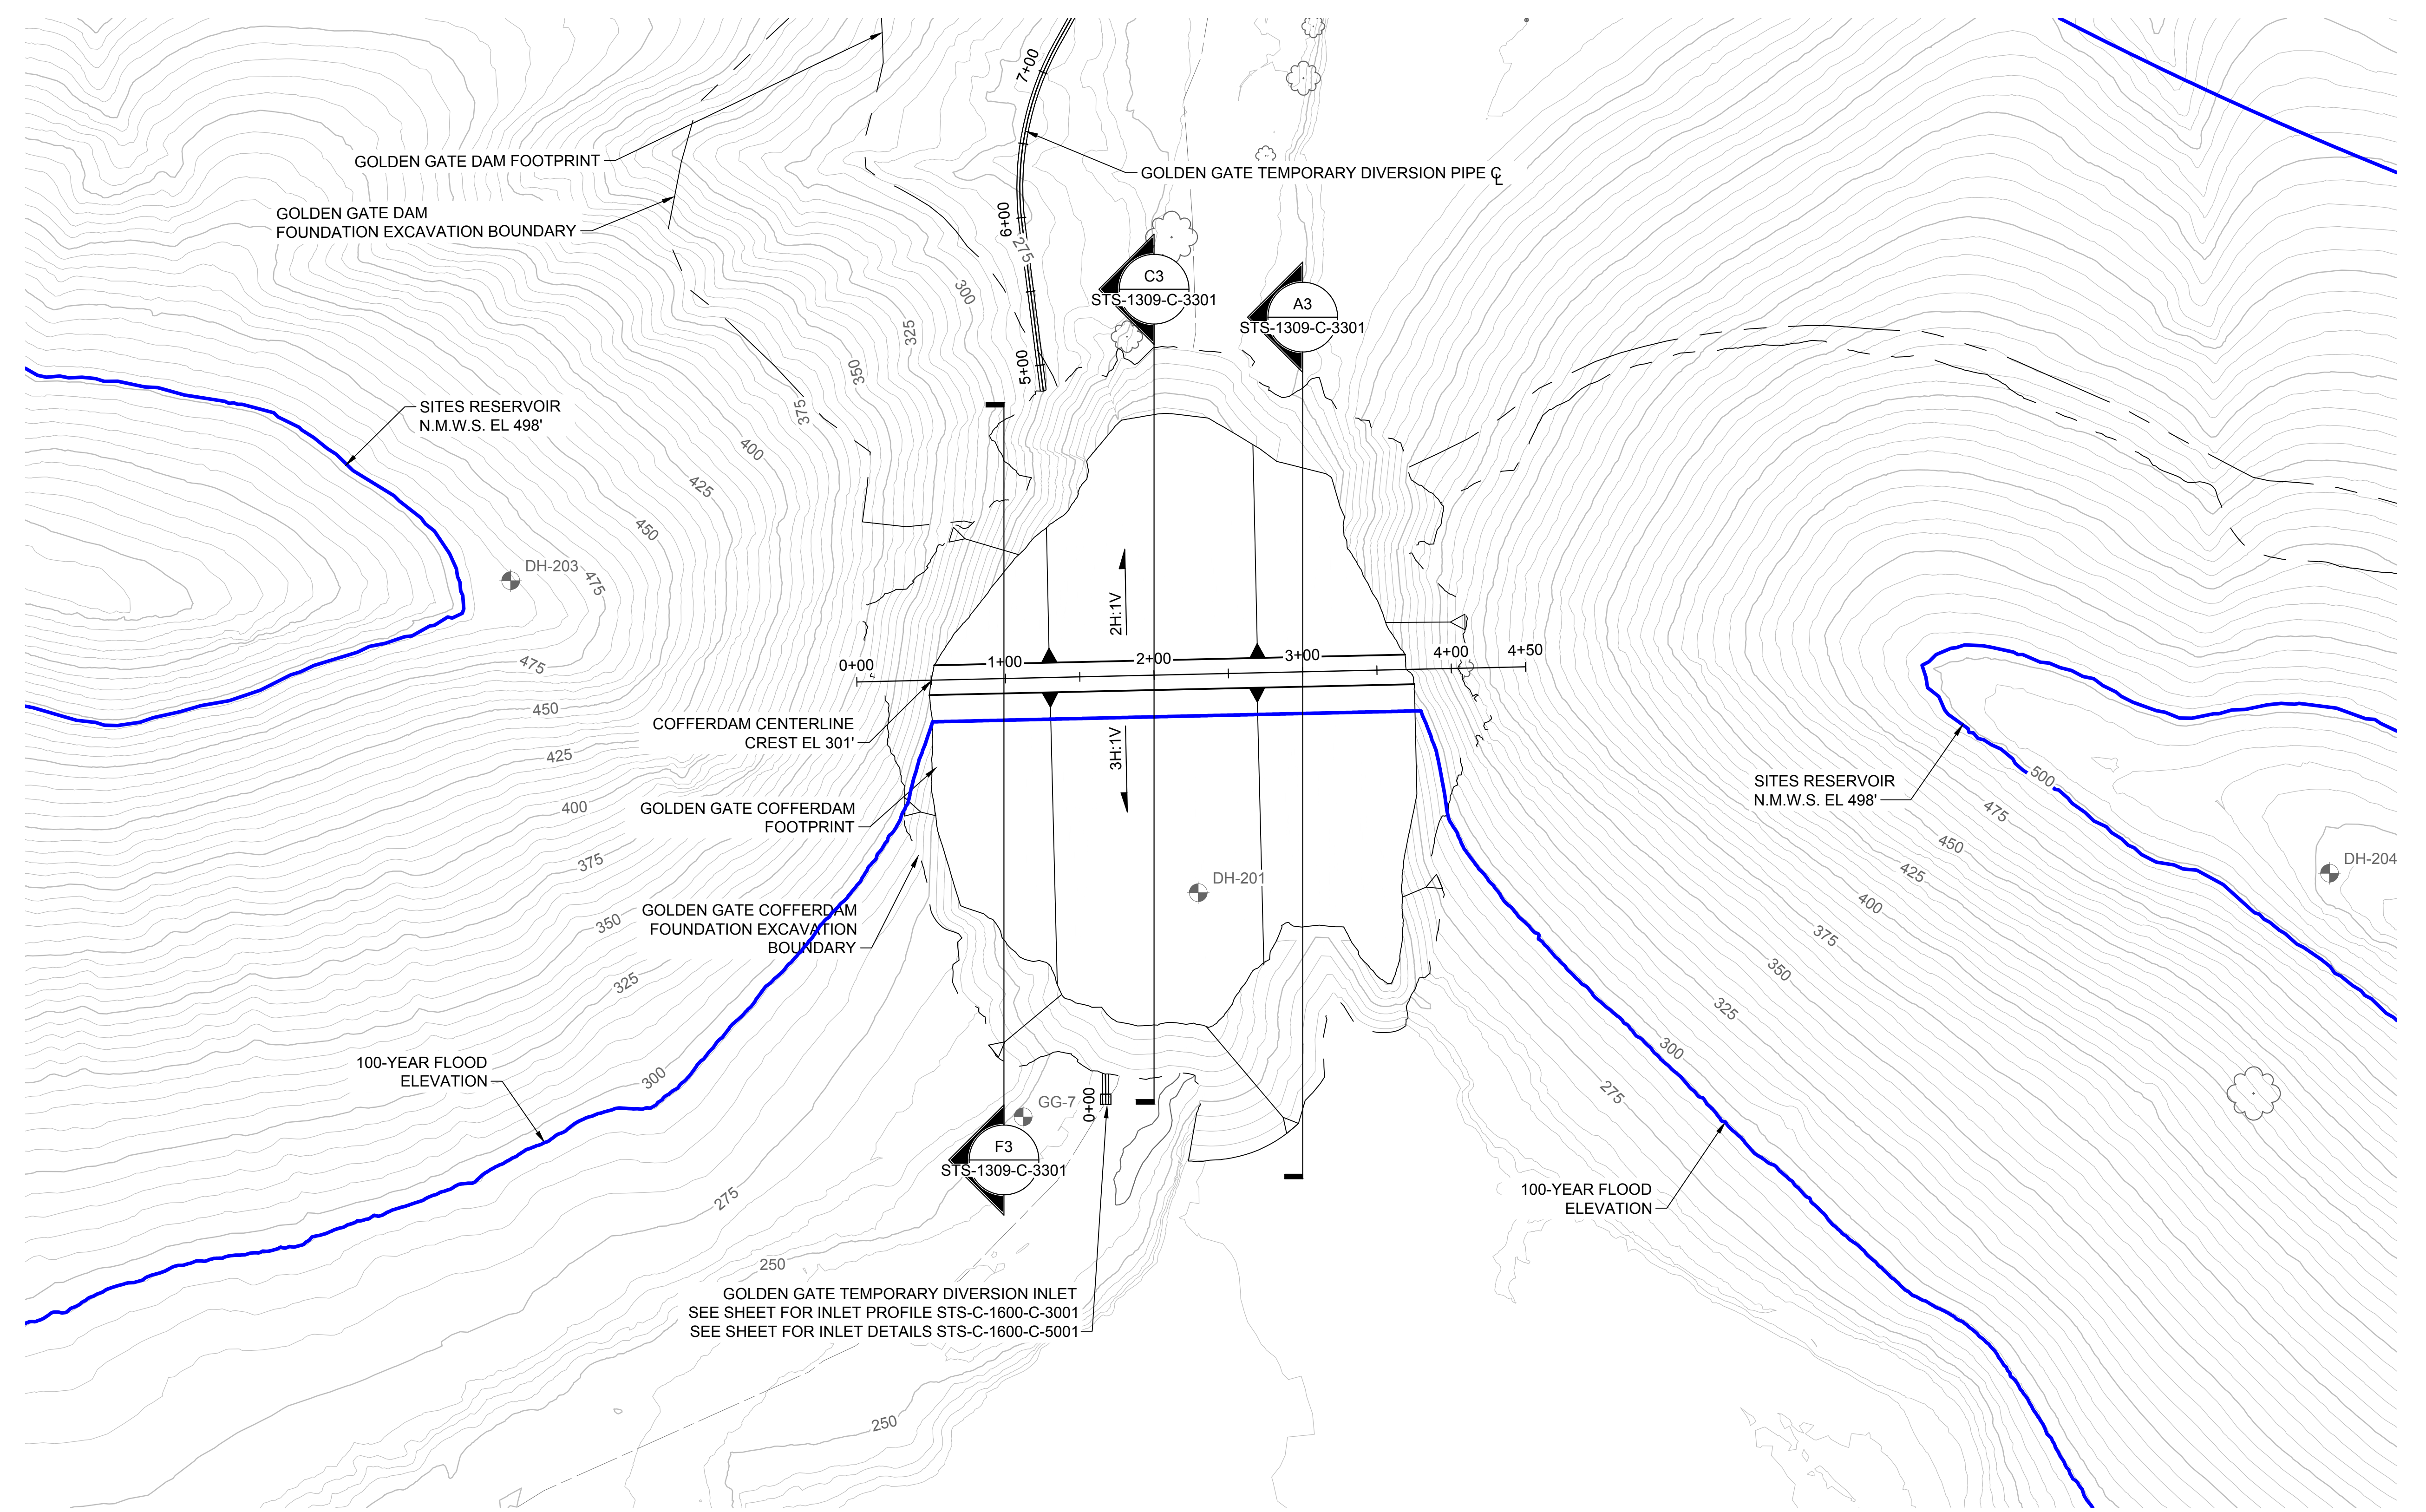 7+00
GOLDEN GATE DAM FOOTPRINT
GOLDEN GATE TEMPORARY DIVERSION PIPE ℄
GOLDEN GATE DAM
FOUNDATION EXCAVATION BOUNDARY
6+00
275
300
325
350
375
400
425
450
475
5+00
C3
STS-1309-C-3301
A3
STS-1309-C-3301
SITES RESERVOIR
N.M.W.S. EL 498'
DH-203
2H:1V
0+00
1+00
2+00
3+00
4+00
4+50
475
450
425
400
375
350
325
300
275
250
250
COFFERDAM CENTERLINE
CREST EL 301'
3H:1V
GOLDEN GATE COFFERDAM
FOOTPRINT
SITES RESERVOIR
N.M.W.S. EL 498'
500
475
450
425
400
375
350
325
300
275
DH-204
DH-201
GOLDEN GATE COFFERDAM
FOUNDATION EXCAVATION
BOUNDARY
100-YEAR FLOOD
ELEVATION
0+00
GG-7
F3
STS-1309-C-3301
100-YEAR FLOOD
ELEVATION
GOLDEN GATE TEMPORARY DIVERSION INLET
SEE SHEET FOR INLET PROFILE STS-C-1600-C-3001
SEE SHEET FOR INLET DETAILS STS-C-1600-C-5001